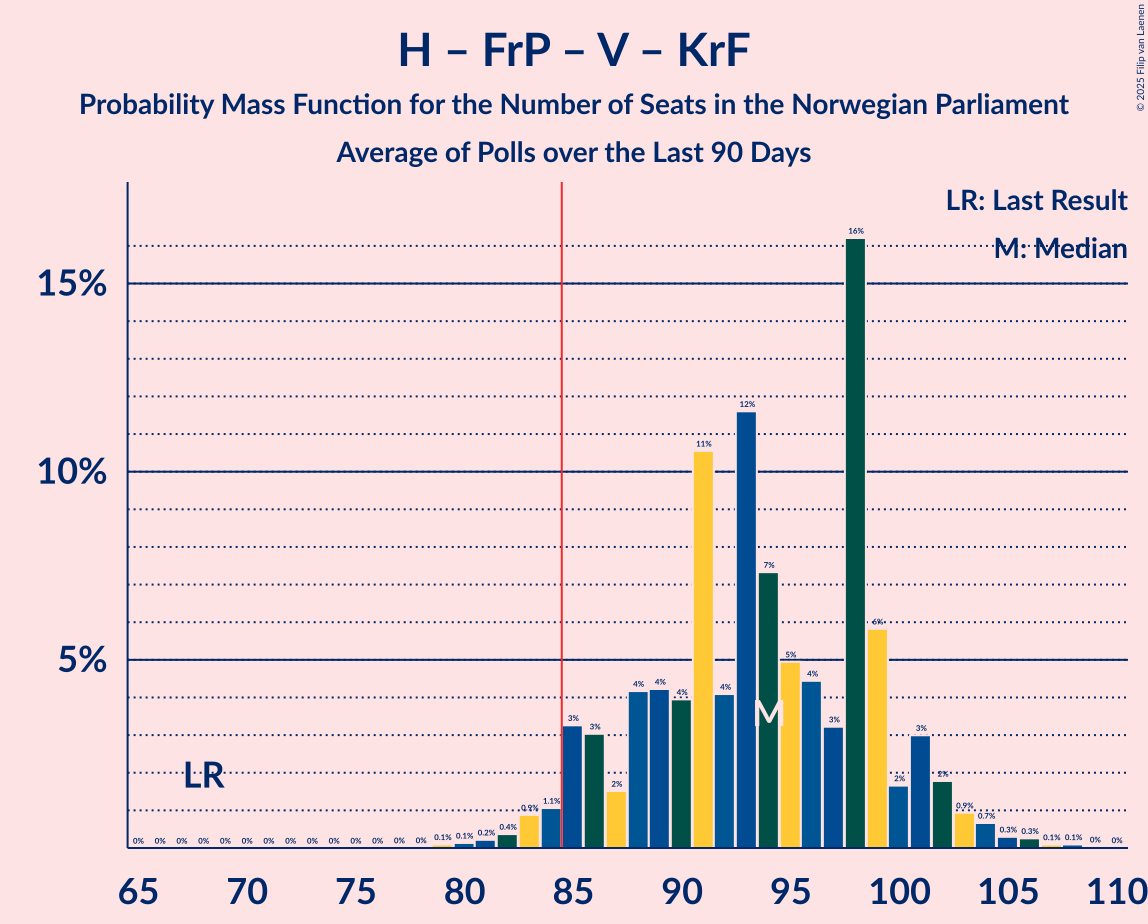 H – FrP – V – KrF
Probability Mass Function for the Number of Seats in the Norwegian Parliament
Average of Polls over the Last 90 Days
© 2025 Filip van Laenen
LR: Last Result
M: Median
15%
10%
5%
0% 0% 0% 0% 0% 0% 0% 0% 0% 0% 0% 0% 0% 0% 0.1% 0.1% 0.2% 0.4% 0.9% 1.1% 3% 3% 2% 4% 4% 4% 11% 4% 12% 7% 5% 4% 3% 16% 6% 2% 3% 2% 0.9% 0.7% 0.3% 0.3% 0.1% 0.1% 0% 0%
LR
M
65 70 75 80 85 90 95 100 105 110